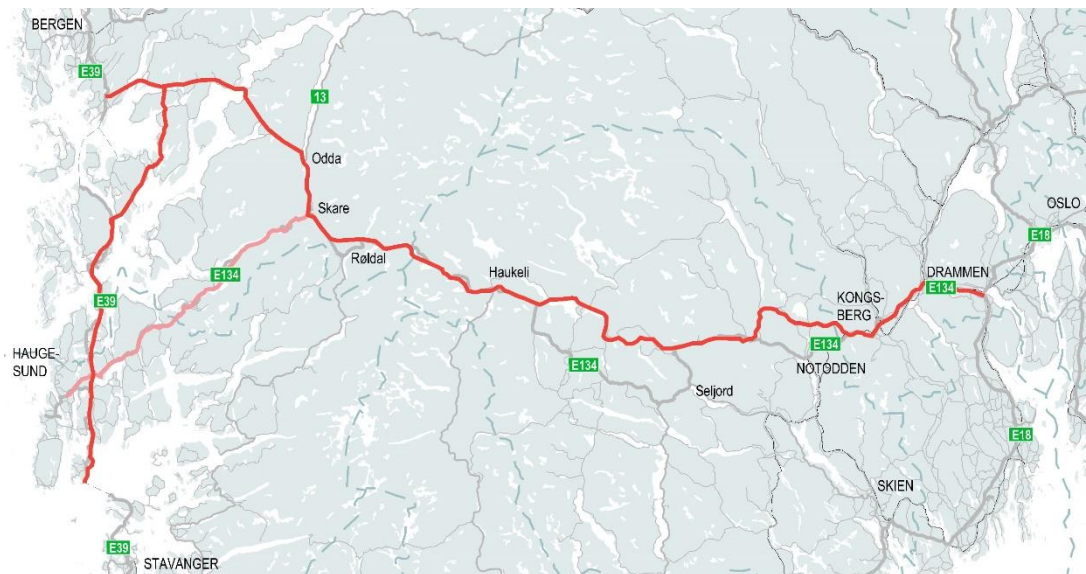 BERGEN
E39
13
Odda
Skare
OSLO
E18
Røldal
E134
Haukeli
DRAMMEN
E134
E39
KONGS-
BERG
E134
HAUGE-
SUND
E134
NOTODDEN
Seljord
E18
SKIEN
E39
STAVANGER